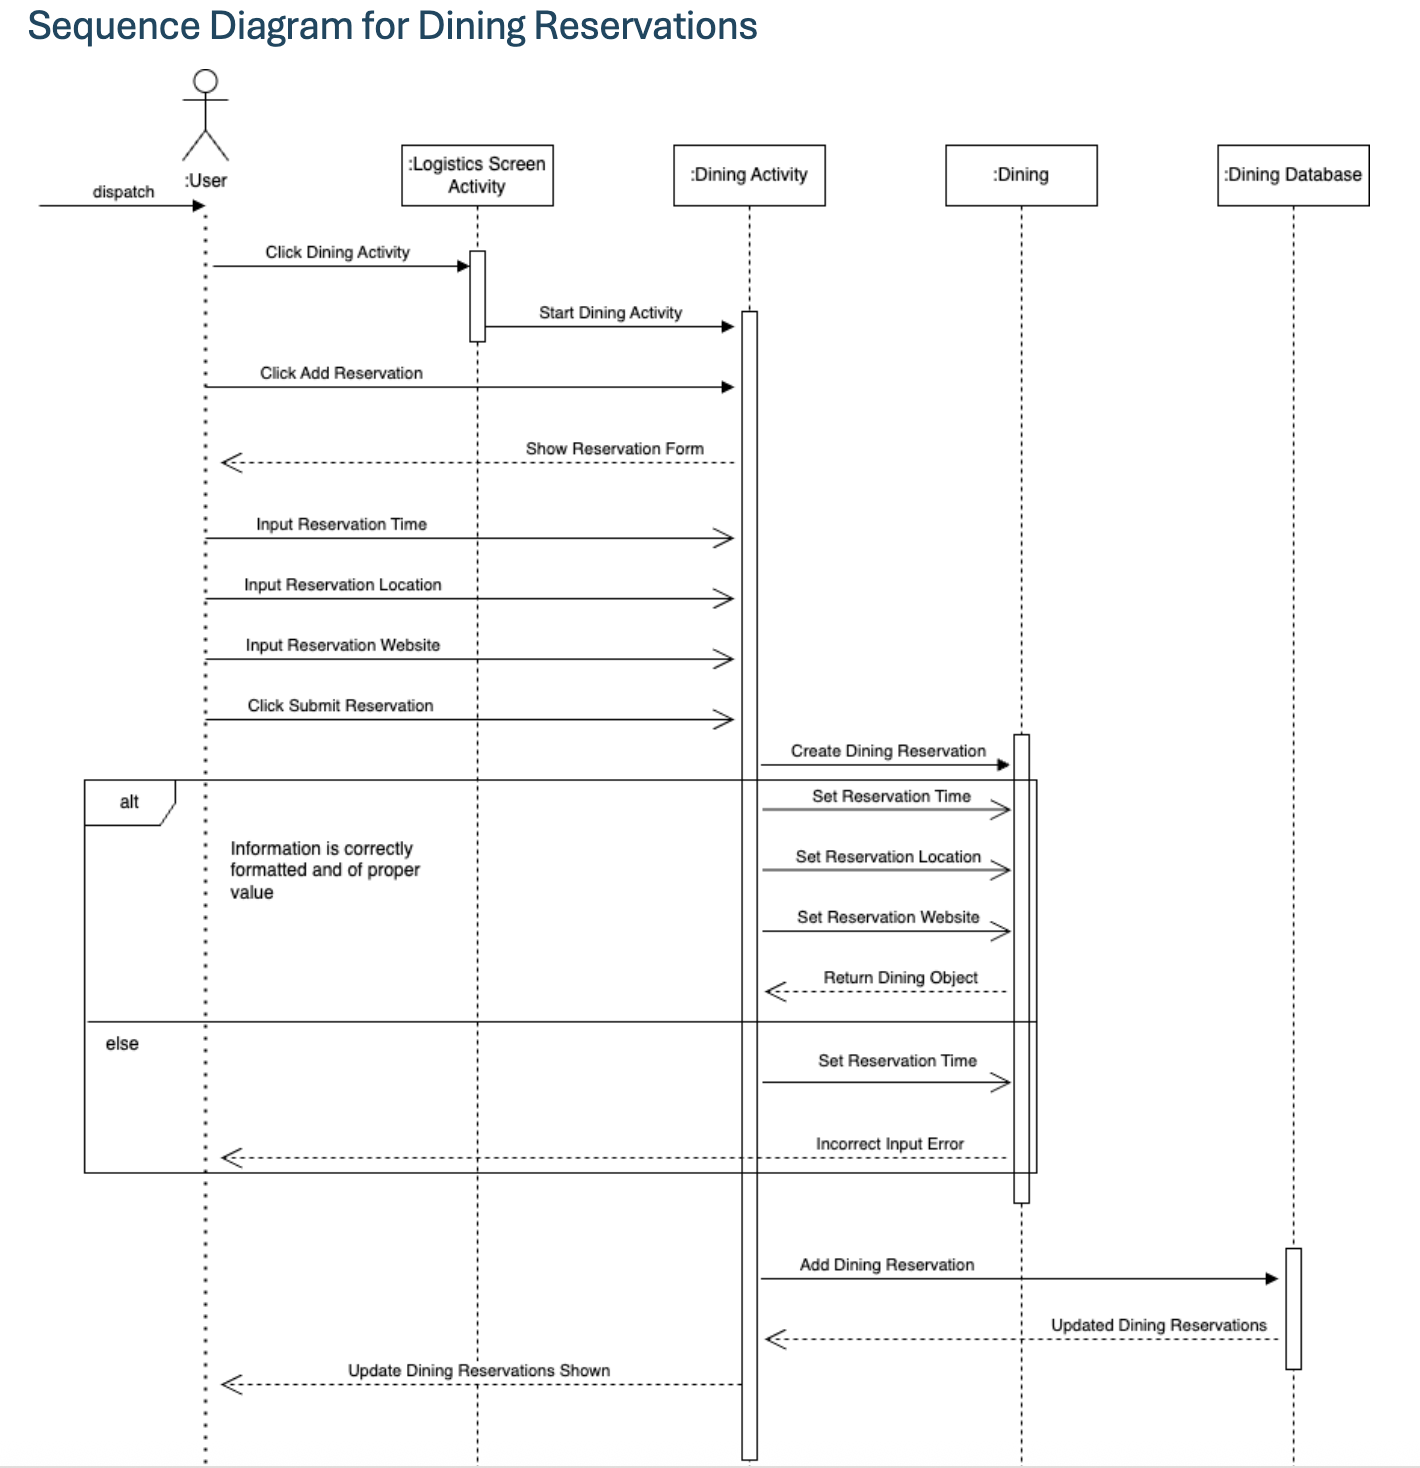 Sequence Diagram for Dining Reservations
:User
:Logistics Screen
Activity
:Dining Activity
:Dining
:Dining Database
dispatch
Click Dining Activity
Start Dining Activity
Click Add Reservation
Show Reservation Form
Input Reservation Time
Input Reservation Location
Input Reservation Website
Click Submit Reservation
Create Dining Reservation
alt
Set Reservation Time
Information is correctly
formatted and of proper
value
Set Reservation Location
Set Reservation Website
Return Dining Object
else
Set Reservation Time
Incorrect Input Error
Add Dining Reservation
Updated Dining Reservations
Update Dining Reservations Shown